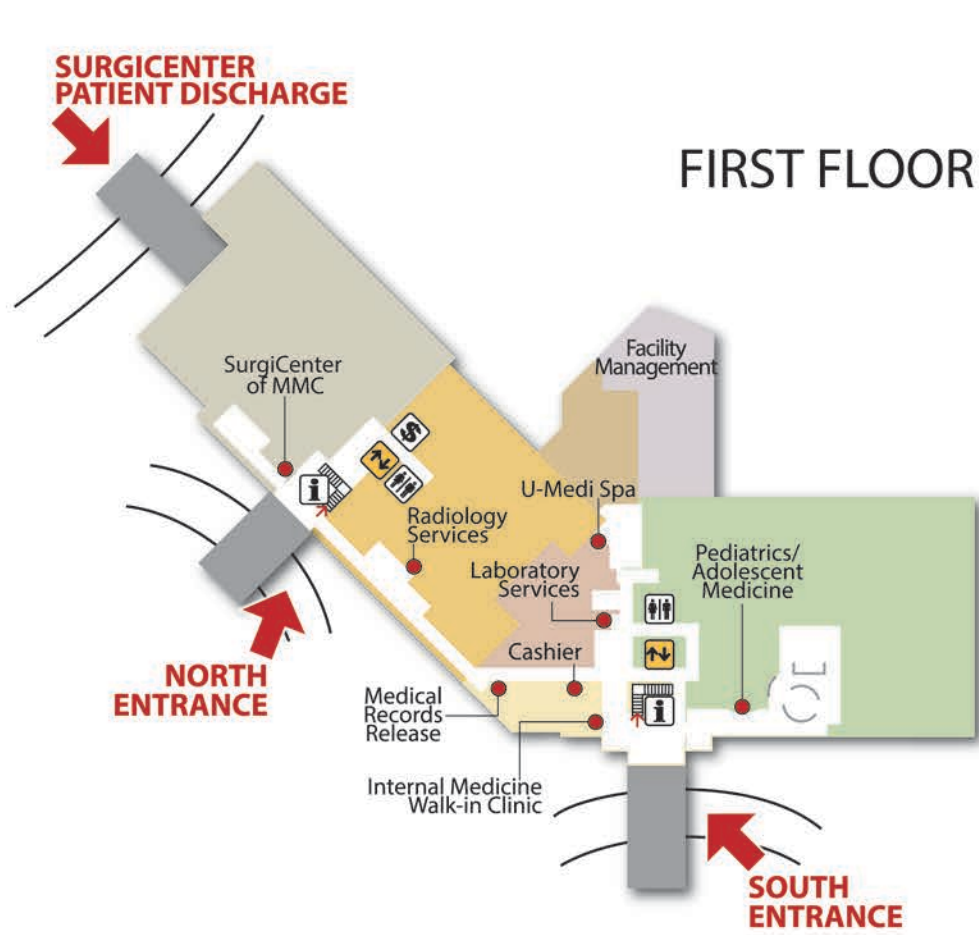 SURGICENTER
PATIENT DISCHARGE
FIRST FLOOR
Facility
Management
SurgiCenter
of MMC
$
i
U-Medi Spa
Radiology
Services
Pediatrics/
Adolescent
Medicine
Laboratory
Services
Cashier
NORTH
ENTRANCE
Medical
Records
Release
i
Internal Medicine
Walk-in Clinic
SOUTH
ENTRANCE